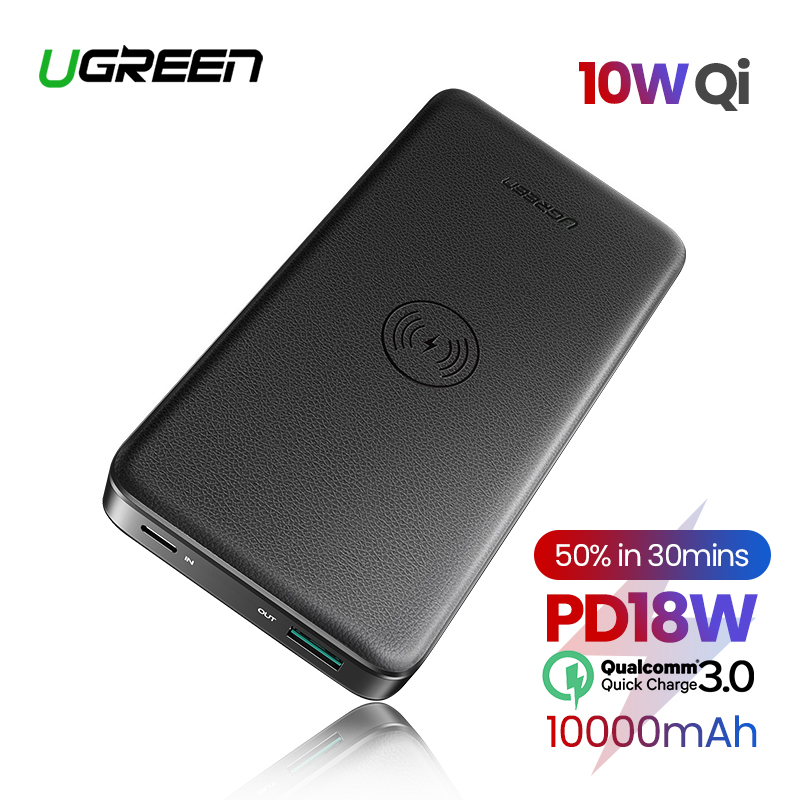 UGREEN
10W Qi
UGREEN
IN
OUT
50% in 30mins
PD18W
Qualcomm®
Quick Charge 3.0
10000mAh